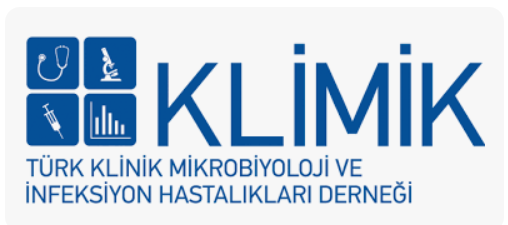 KLİMİK
TÜRK KLİNİK MİKROBİYOLOJİ VE
İNFEKSİYON HASTALIKLARI DERNEĞİ